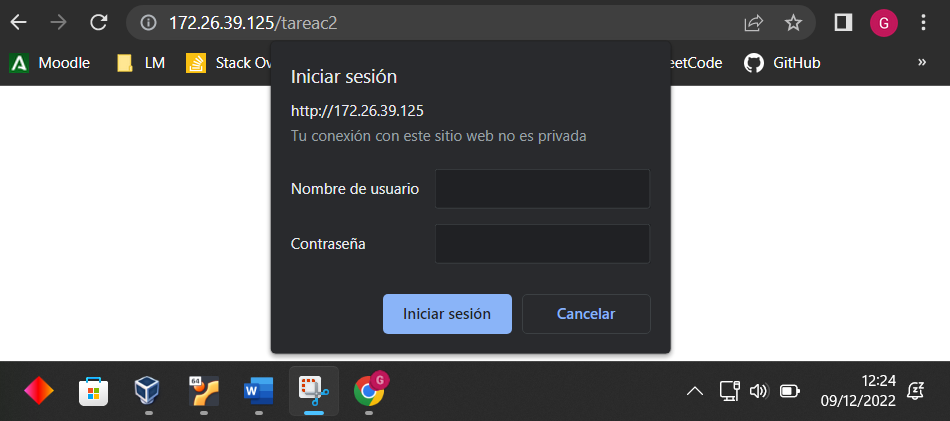 172.26.39.125/tareac2
G
Moodle LM Stack Ov eetCode GitHub »
Iniciar sesión
http://172.26.39.125
Tu conexión con este sitio web no es privada
Nombre de usuario
Contraseña
Iniciar sesión Cancelar
64 W G
12:24
09/12/2022